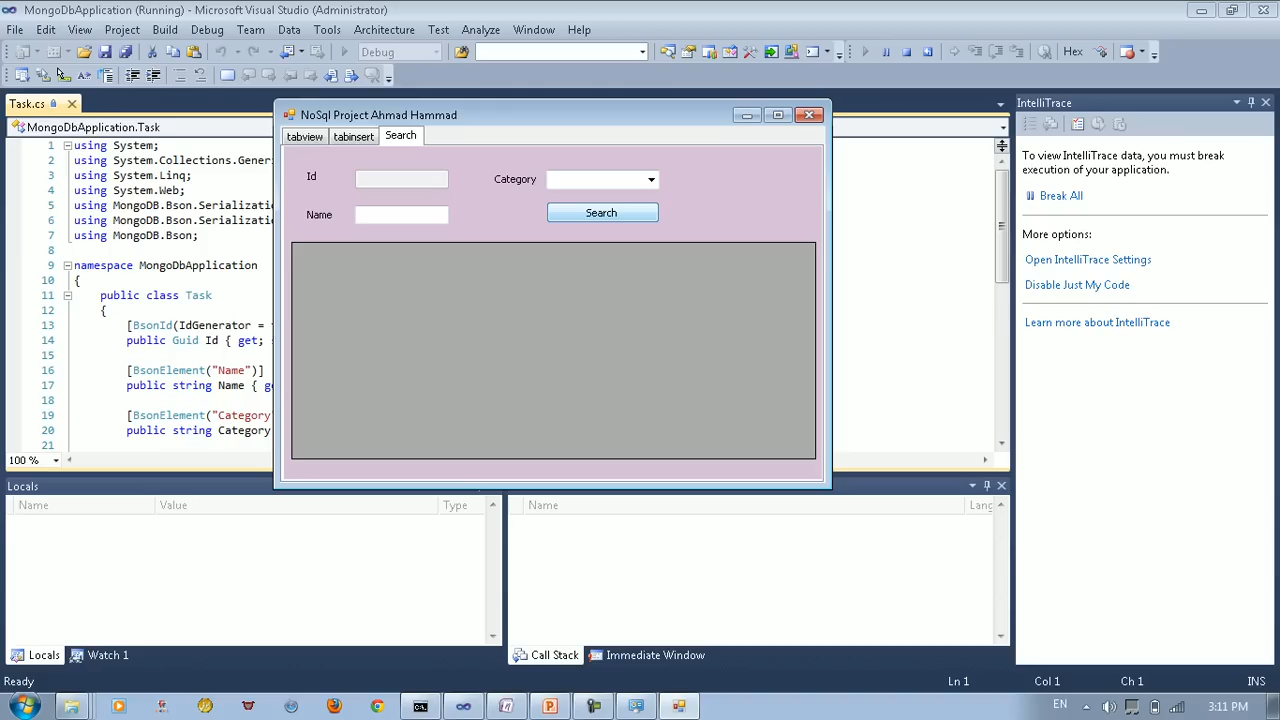 MongoDbApplication (Running) - Microsoft Visual Studio (Administrator)
File Edit View Project Build Debug Team Data Tools Architecture Test Analyze Window Help
Debug
Hex
Task.cs
MongoDbApplication.Task
1 using System;
2 using System.Collections.Generi
3 using System.Linq;
4 using System.Web;
5 using MongoDB.Bson.Serializatio
6 using MongoDB.Bson.Serializatio
7 using MongoDB.Bson;
8
9 namespace MongoDbApplication
10 {
11 public class Task
12 {
13 [BsonId(IdGenerator =
14 public Guid Id { get;
15
16 [BsonElement("Name")]
17 public string Name { ge
18
19 [BsonElement("Category"
20 public string Category
21
100 %
NoSql Project Ahmad Hammad
tabview tabinsert Search
Id
Category
Name
Search
IntelliTrace
To view IntelliTrace data, you must break
execution of your application.
Break All
More options:
Open IntelliTrace Settings
Disable Just My Code
Learn more about IntelliTrace
Locals
Name Value Type
Name Lang
Locals Watch 1
Call Stack Immediate Window
Ready
Ln 1 Col 1 Ch 1 INS
EN
3:11 PM